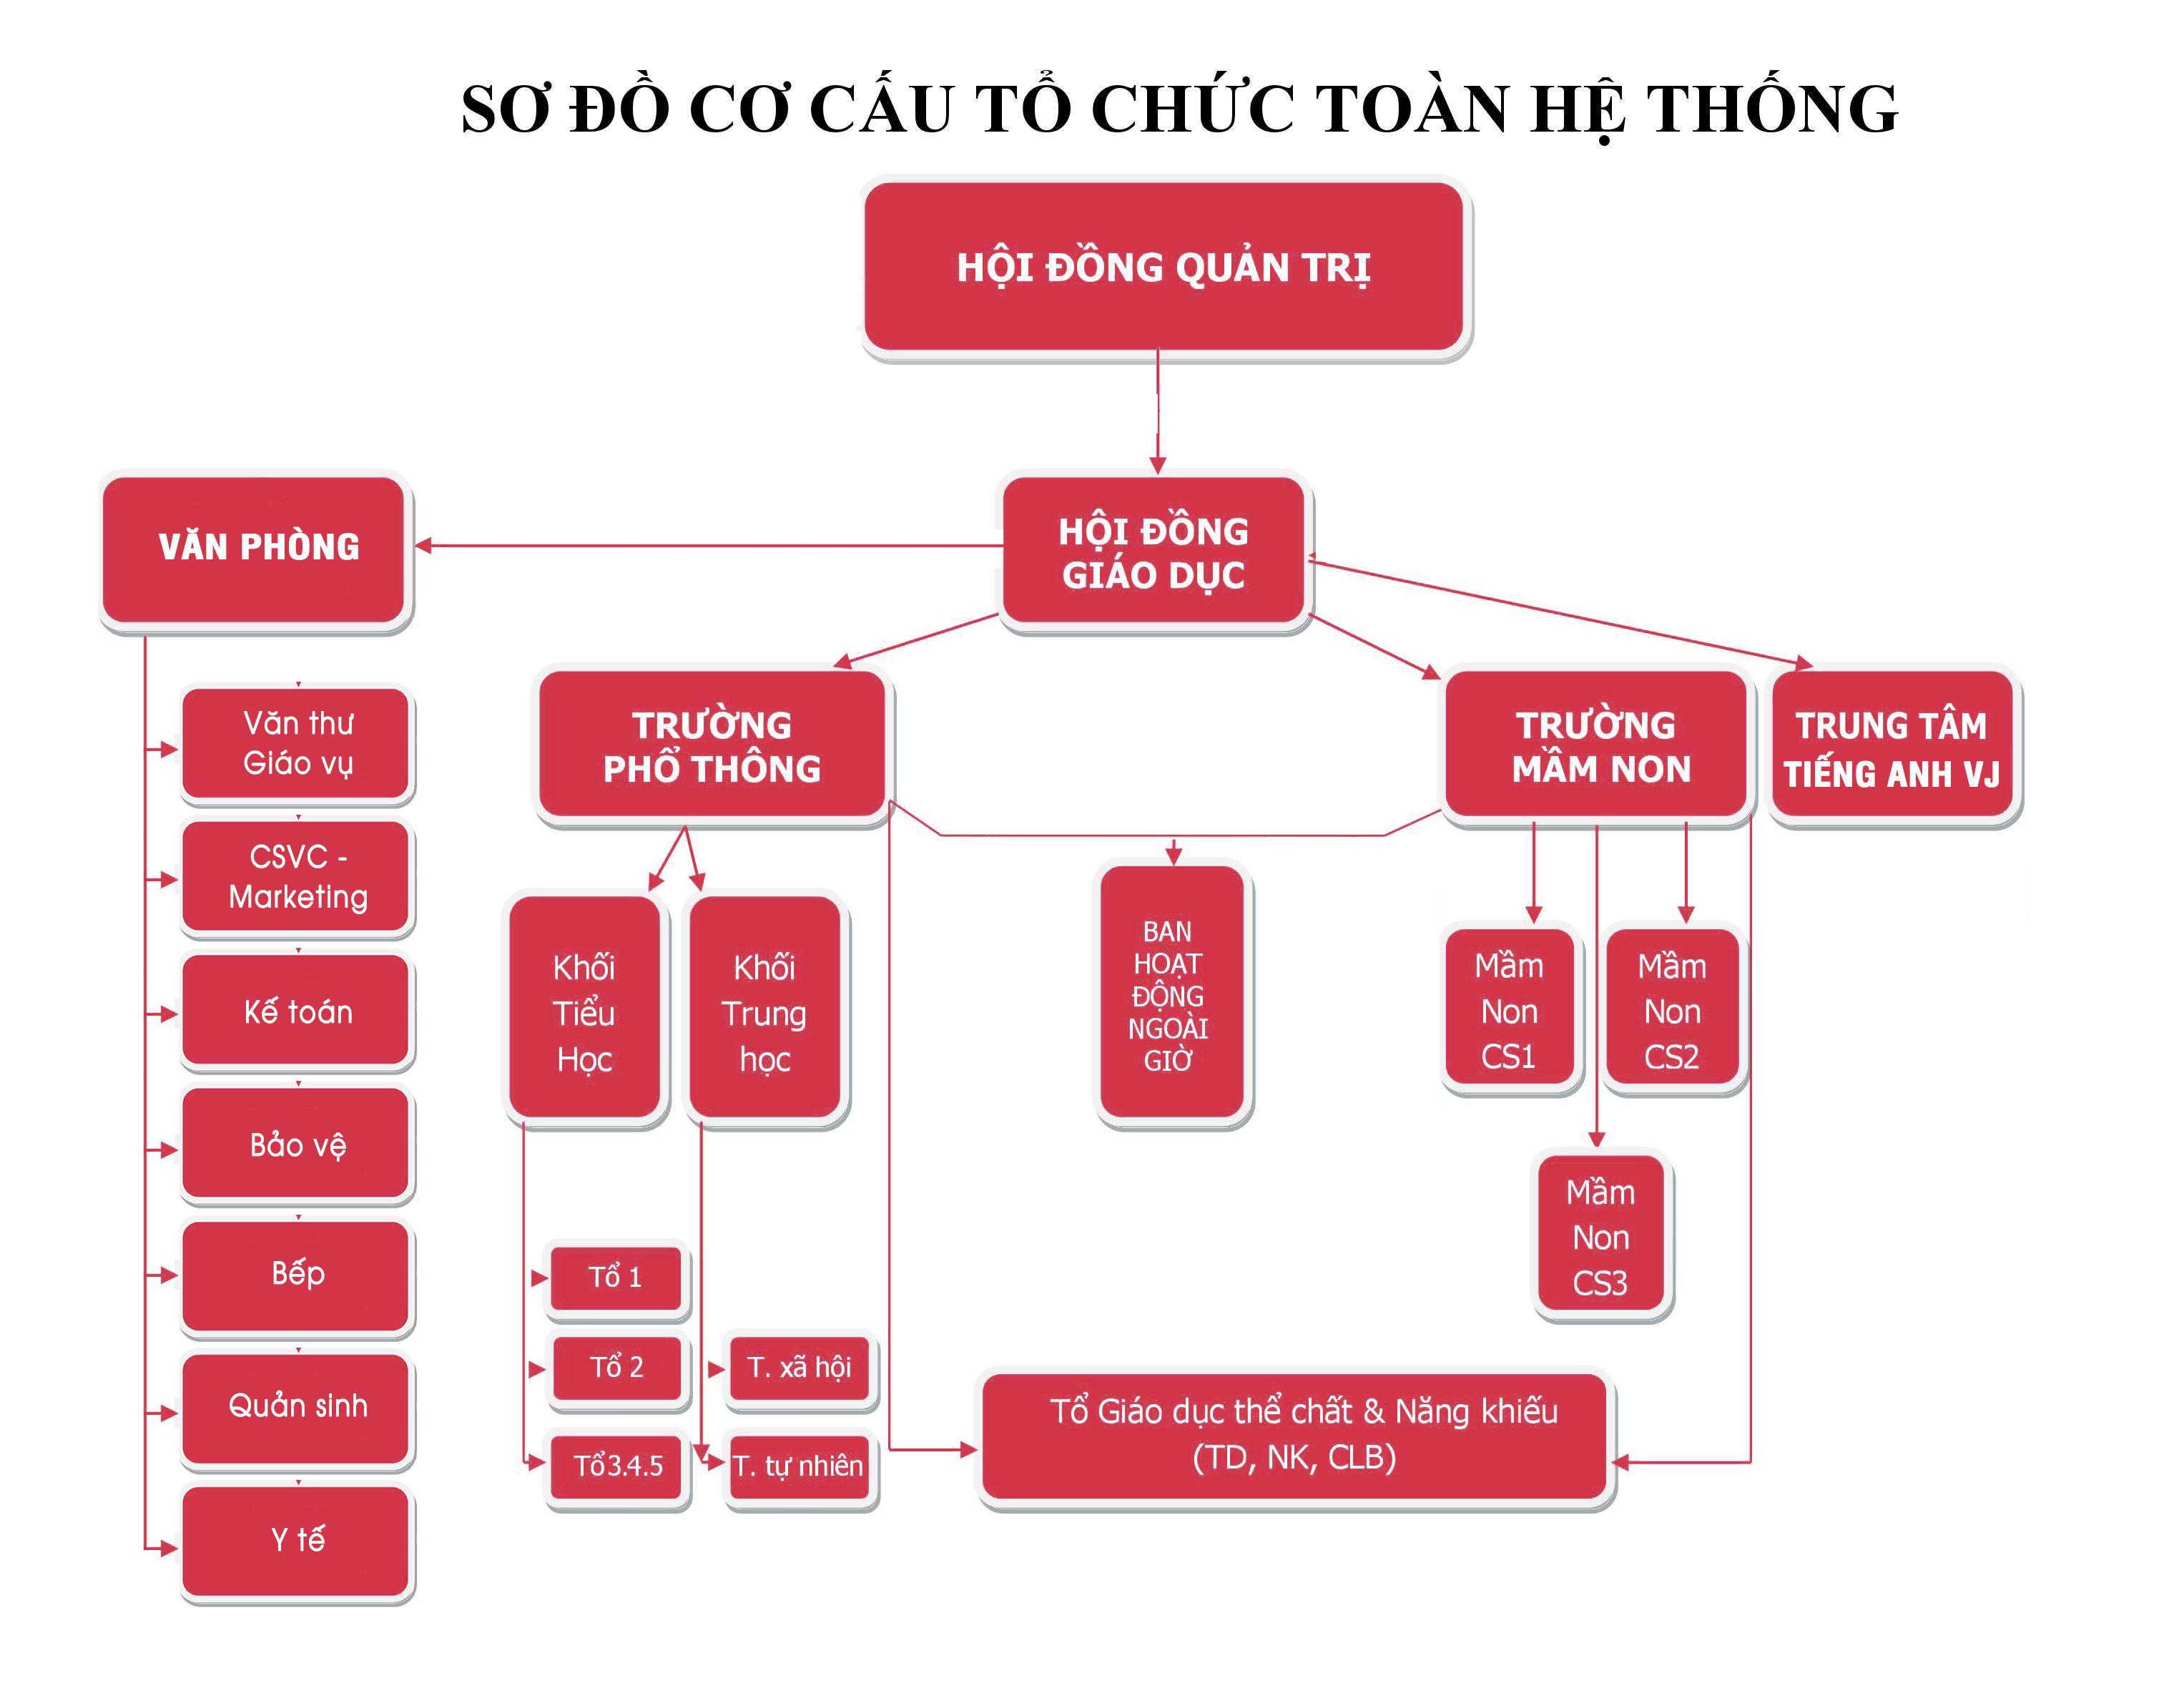 SƠ ĐỒ CƠ CẤU TỔ CHỨC TOÀN HỆ THỐNG
HỘI ĐỒNG QUẢN TRỊ
VĂN PHÒNG
HỘI ĐỒNG
GIÁO DỤC
TRƯỜNG
PHỔ THÔNG
TRƯỜNG
MẦM NON
TRUNG TÂM
TIẾNG ANH VJ
Văn thư
Giáo vụ
CSVC -
Marketing
Kế toán
Bảo vệ
Bếp
Quản sinh
Y tế
Khối
Tiểu
Học
Khối
Trung
học
BAN
HOẠT
ĐỘNG
NGOÀI
GIỜ
Mầm
Non
CS1
Mầm
Non
CS2
Mầm
Non
CS3
Tổ 1
Tổ 2
Tổ3.4.5
T. xã hội
T. tự nhiên
Tổ Giáo dục thể chất & Năng khiếu
(TD, NK, CLB)